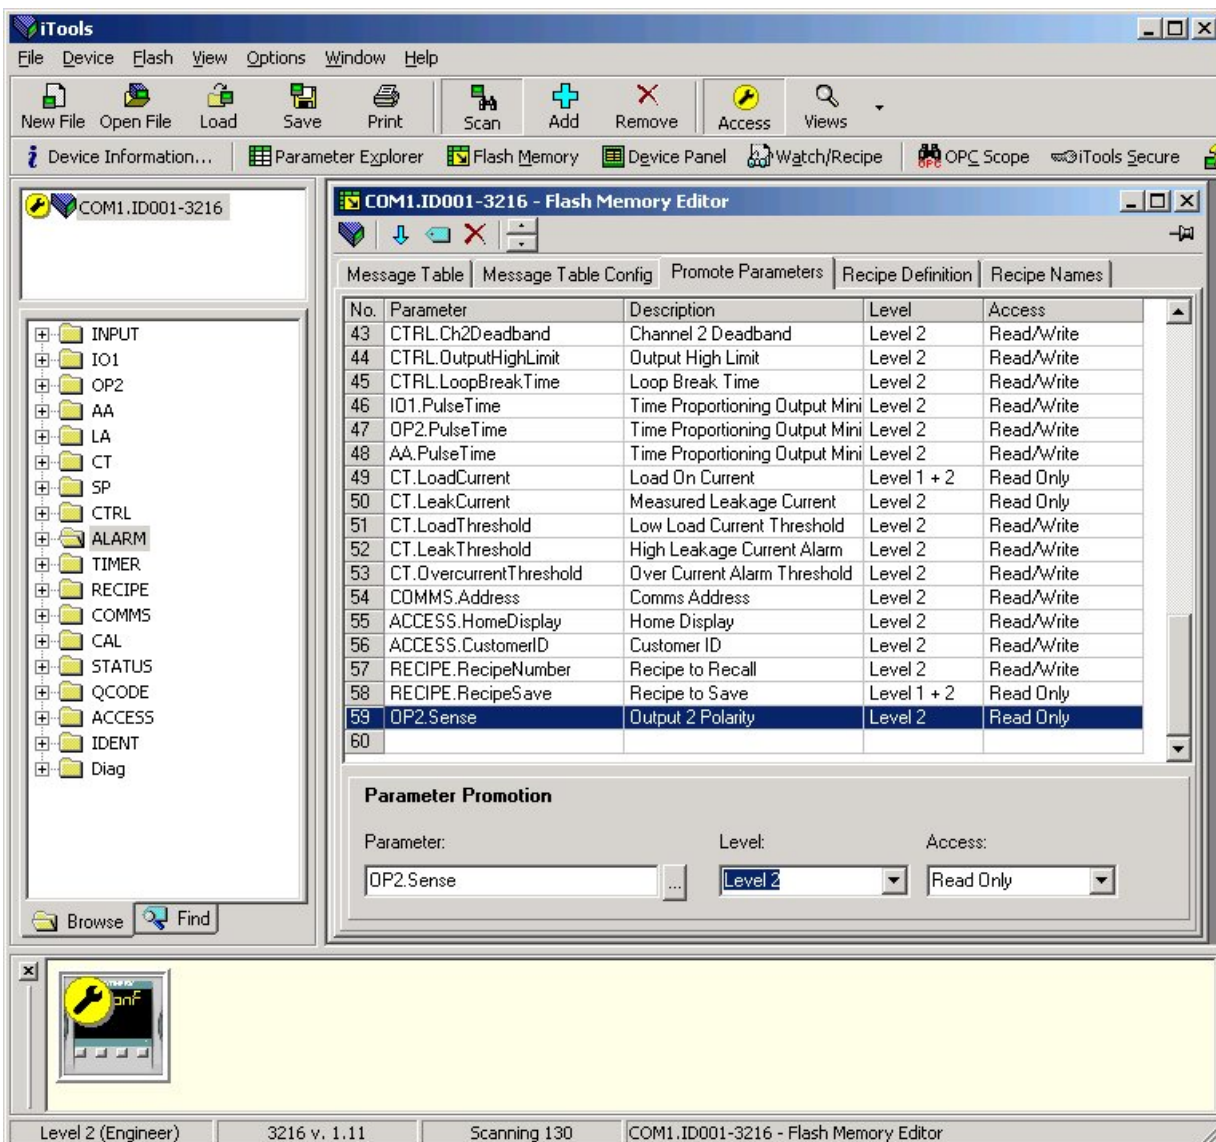 iTools
File Device Flash View Options Window Help
New File Open File Load Save Print Scan Add Remove Access Views
Device Information... Parameter Explorer Flash Memory Device Panel Watch/Recipe OPC Scope iTools Secure
COM1.ID001-3216
INPUT
IO1
OP2
AA
LA
CT
SP
CTRL
ALARM
TIMER
RECIPE
COMMS
CAL
STATUS
QCODE
ACCESS
IDENT
Diag
Browse Find
COM1.ID001-3216 - Flash Memory Editor
Message Table Message Table Config Promote Parameters Recipe Definition Recipe Names
No. Parameter Description Level Access
43 CTRL.Ch2Deadband Channel 2 Deadband Level 2 Read/Write
44 CTRL.OutputHighLimit Output High Limit Level 2 Read/Write
45 CTRL.LoopBreakTime Loop Break Time Level 2 Read/Write
46 IO1.PulseTime Time Proportioning Output Mini Level 2 Read/Write
47 OP2.PulseTime Time Proportioning Output Mini Level 2 Read/Write
48 AA.PulseTime Time Proportioning Output Mini Level 2 Read/Write
49 CT.LoadCurrent Load On Current Level 1 + 2 Read Only
50 CT.LeakCurrent Measured Leakage Current Level 2 Read Only
51 CT.LoadThreshold Low Load Current Threshold Level 2 Read/Write
52 CT.LeakThreshold High Leakage Current Alarm Level 2 Read/Write
53 CT.OvercurrentThreshold Over Current Alarm Threshold Level 2 Read/Write
54 COMMS.Address Comms Address Level 2 Read/Write
55 ACCESS.HomeDisplay Home Display Level 2 Read/Write
56 ACCESS.CustomerID Customer ID Level 2 Read/Write
57 RECIPE.RecipeNumber Recipe to Recall Level 2 Read/Write
58 RECIPE.RecipeSave Recipe to Save Level 1 + 2 Read Only
59 OP2.Sense Output 2 Polarity Level 2 Read Only
60
Parameter Promotion
Parameter: Level: Access:
OP2.Sense ... Level 2 Read Only
Level 2 (Engineer) 3216 v. 1.11 Scanning 130 COM1.ID001-3216 - Flash Memory Editor